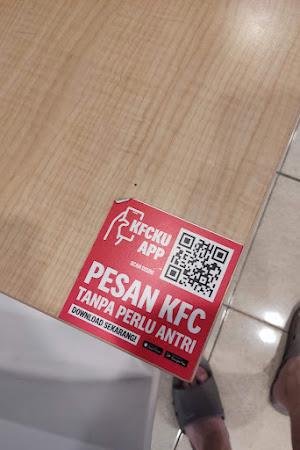 KFCKU
APP
PESAN KFC
TANPA PERLU ANTRI
DOWNLOAD SEKARANG!